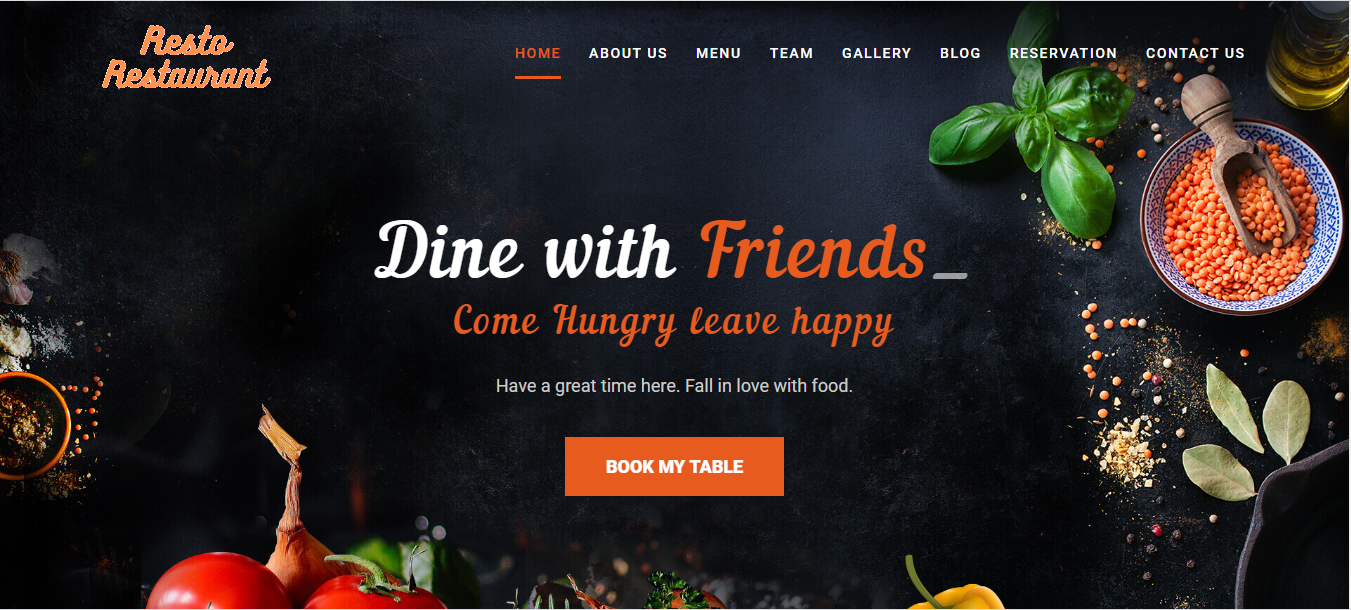 Resto
Restaurant
HOME ABOUT US MENU TEAM GALLERY BLOG RESERVATION CONTACT US
Dine with Friends_
Come Hungry leave happy
Have a great time here. Fall in love with food.
BOOK MY TABLE